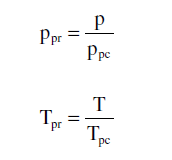 p_pr = p / p_pc
T_pr = T / T_pc